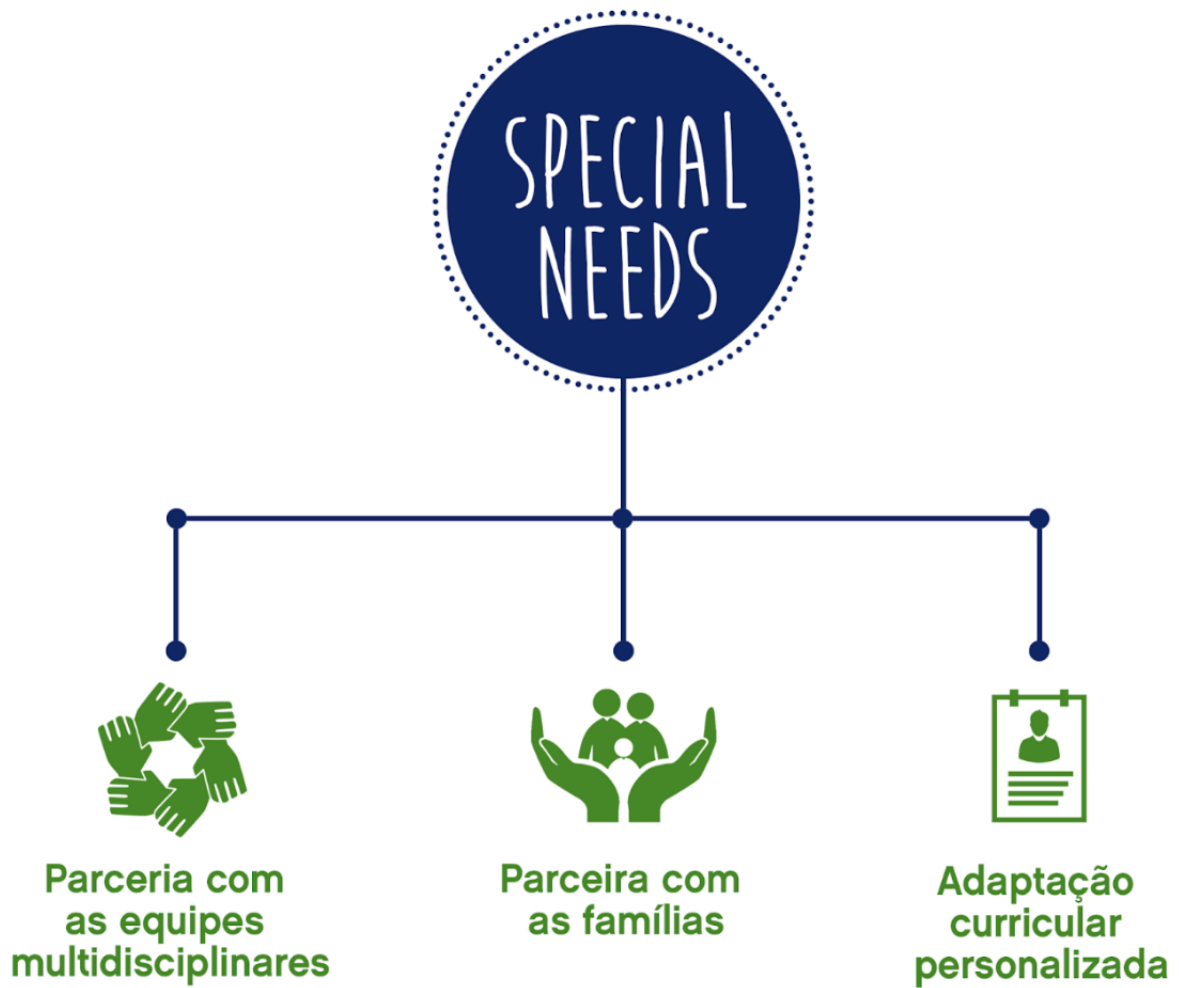 SPECIAL
NEEDS
Parceria com
as equipes
multidisciplinares
Parceira com
as famílias
Adaptação
curricular
personalizada